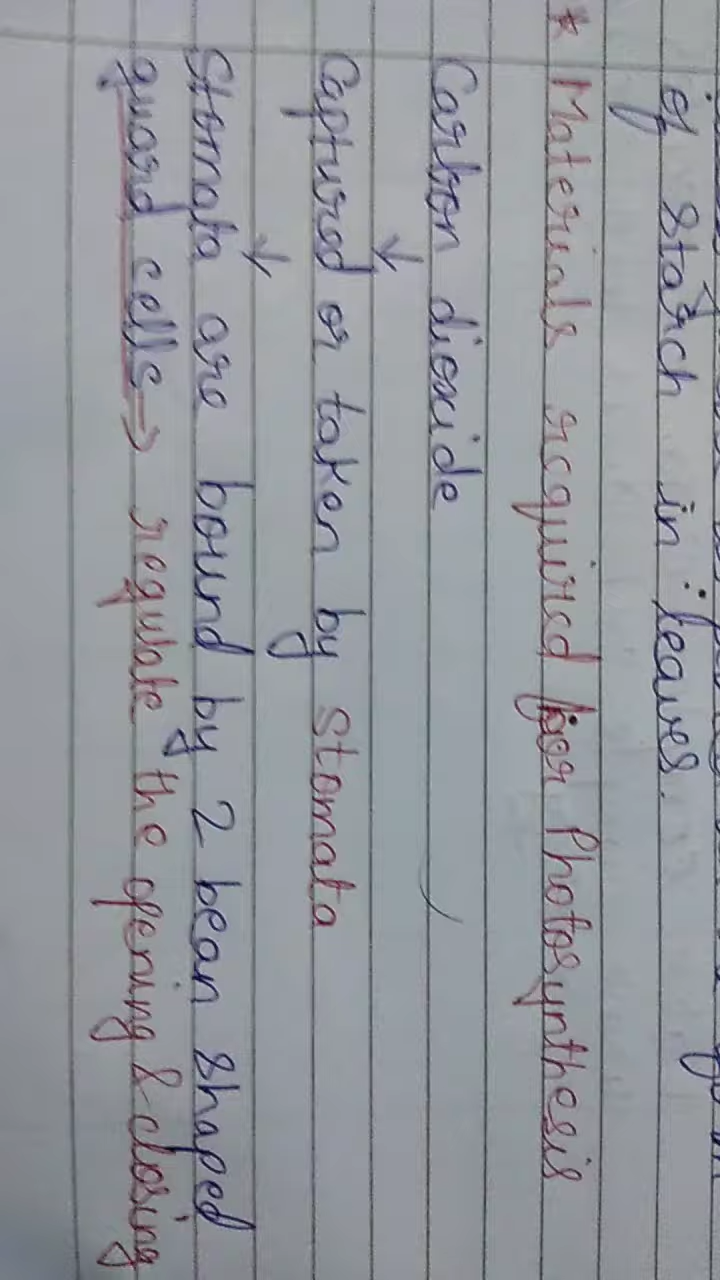 of starch in leaves.
* Materials required for Photosynthesis
Carbon dioxide
↓
Captured or taken by stomata
↓
Stomata are bound by 2 bean shaped
guard cells ⇒ regulate the opening & closing